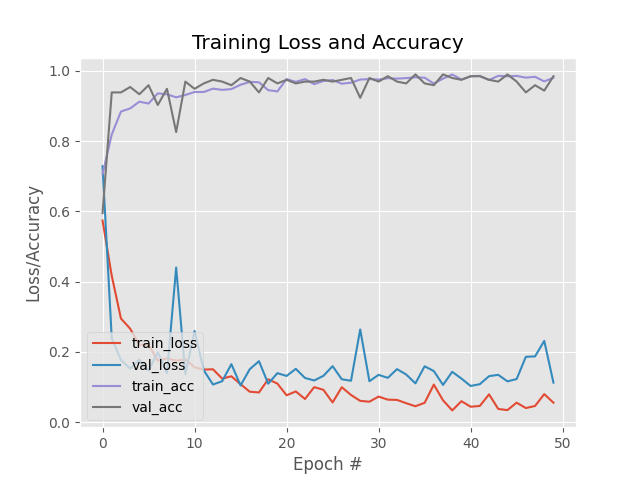 Training Loss and Accuracy
1.0
0.8
0.6
0.4
0.2
0.0
Loss/Accuracy
train_loss
val_loss
train_acc
val_acc
0 10 20 30 40 50
Epoch #